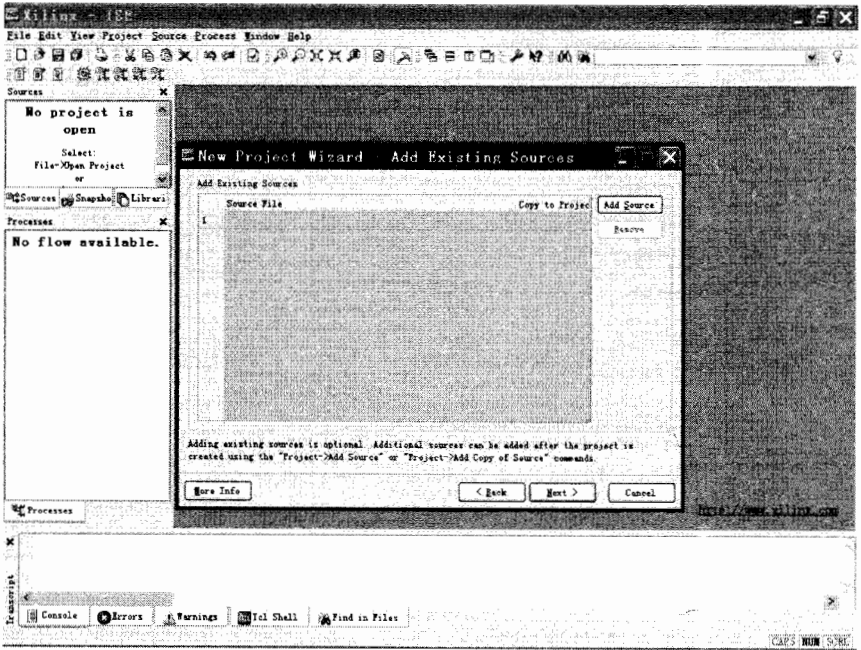 Xilinx - ISE
File Edit View Project Source Process Window Help
Sources
No project is
open
Select:
File->Open Project
or
Sources Snapsho Librari
Processes
No flow available.
Processes
New Project Wizard - Add Existing Sources
Add Existing Sources
Source File Copy to Projec
1
Add Source
Remove
Adding existing sources is optional. Additional sources can be added after the project is
created using the "Project->Add Source" or "Project->Add Copy of Source" commands.
More Info < Back Next > Cancel
http://www.xilinx.com
Transcript
Console Errors Warnings Tcl Shell Find in Files
CAPS NUM SCRL